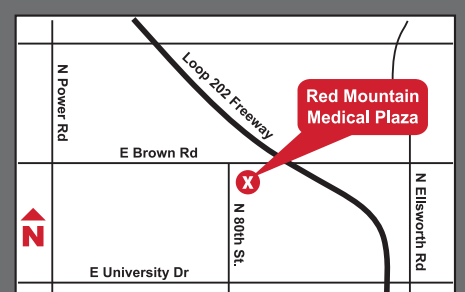 Loop 202 Freeway
Red Mountain
Medical Plaza
N Power Rd
E Brown Rd
X
N Ellsworth Rd
N 80th St.
N
E University Dr